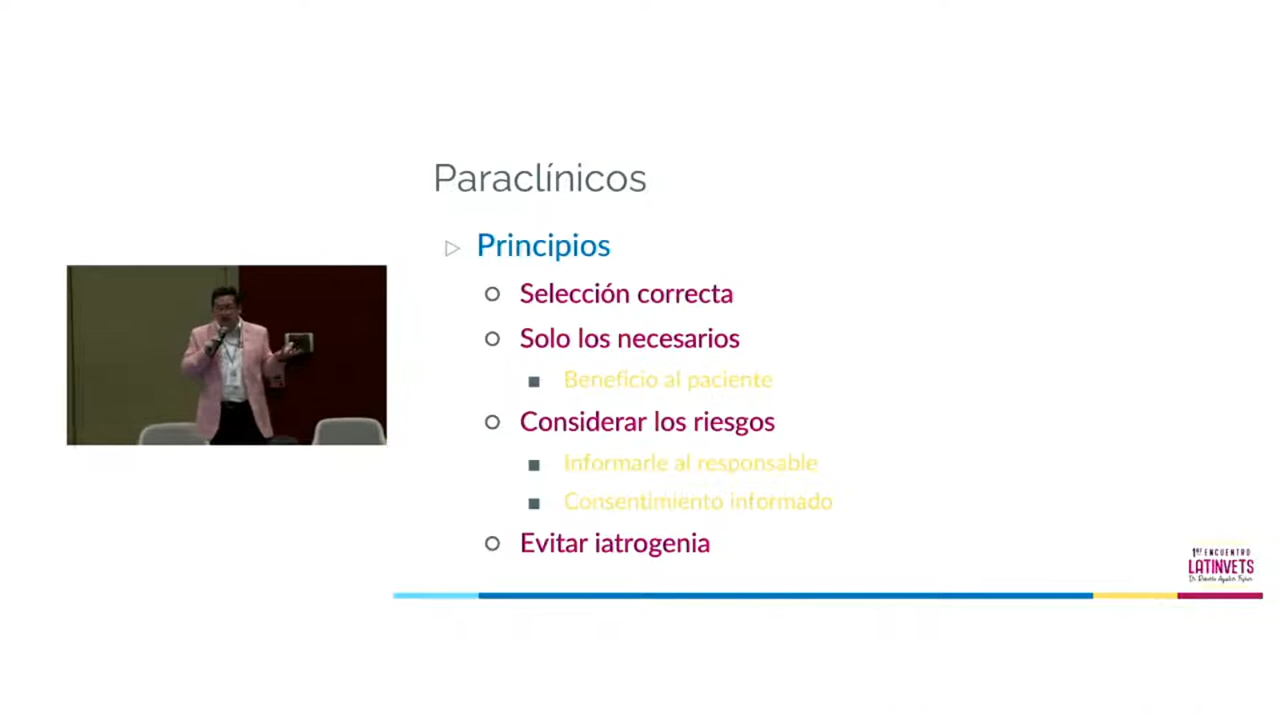 Paraclínicos
Principios
Selección correcta
Solo los necesarios
Beneficio al paciente
Considerar los riesgos
Informarle al responsable
Consentimiento informado
Evitar iatrogenia
1er ENCUENTRO
LATINVETS